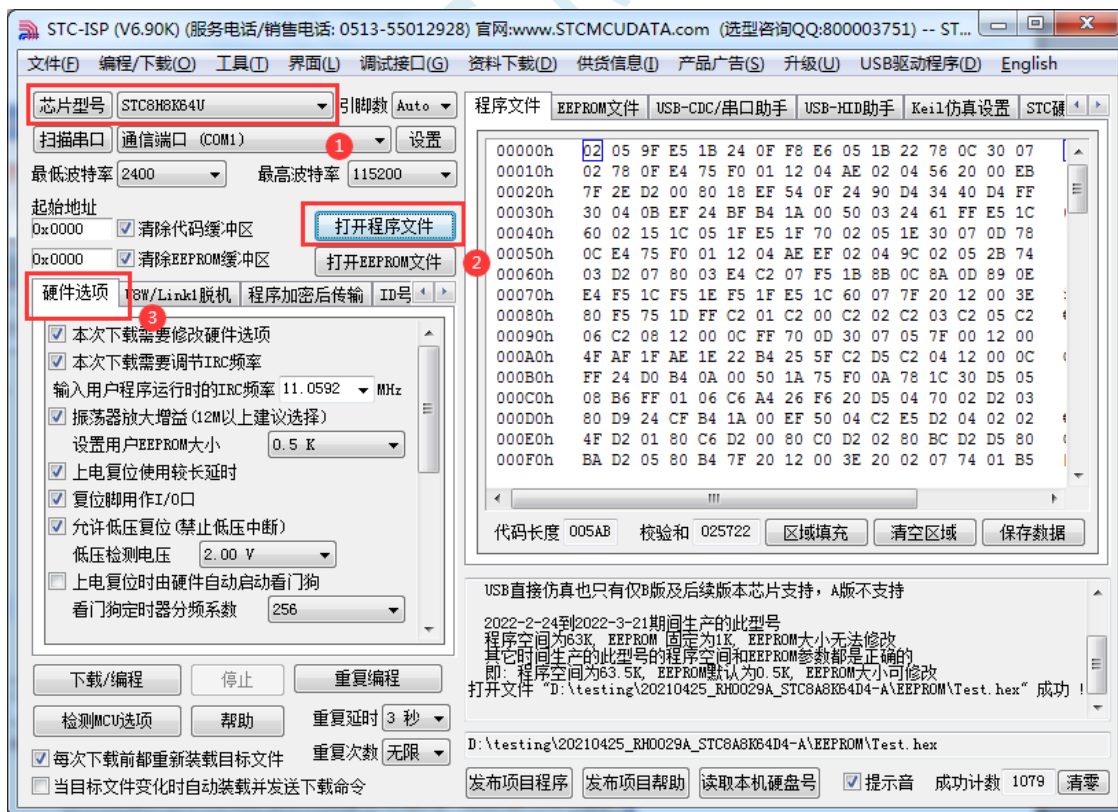 STC-ISP (V6.90K) (服务电话/销售电话: 0513-55012928) 官网:www.STCMCUDATA.com (选型咨询QQ:800003751) -- ST...
文件(F) 编程/下载(O) 工具(T) 界面(L) 调试接口(G) 资料下载(D) 供货信息(I) 产品广告(S) 升级(U) USB驱动程序(D) English
芯片型号 STC8H8K64U 引脚数 Auto
扫描串口 通信端口 (COM1) 设置
1
最低波特率 2400 最高波特率 115200
起始地址
0x0000 清除代码缓冲区 打开程序文件
0x0000 清除EEPROM缓冲区 打开EEPROM文件
2
硬件选项 U8W/Link1脱机 程序加密后传输 ID号
3
本次下载需要修改硬件选项
本次下载需要调节IRC频率
输入用户程序运行时的IRC频率 11.0592 MHz
振荡器放大增益(12M以上建议选择)
设置用户EEPROM大小 0.5 K
上电复位使用较长延时
复位脚用作I/O口
允许低压复位(禁止低压中断)
低压检测电压 2.00 V
上电复位时由硬件自动启动看门狗
看门狗定时器分频系数 256
下载/编程 停止 重复编程
检测MCU选项 帮助 重复延时 3 秒
每次下载前都重新装载目标文件 重复次数 无限
当目标文件变化时自动装载并发送下载命令
程序文件 EEPROM文件 USB-CDC/串口助手 USB-HID助手 Keil仿真设置 STC硬
00000h 02 05 9F E5 1B 24 0F F8 E6 05 1B 22 78 0C 30 07
00010h 02 78 0F E4 75 F0 01 12 04 AE 02 04 56 20 00 EB
00020h 7F 2E D2 00 80 18 EF 54 0F 24 90 D4 34 40 D4 FF
00030h 30 04 0B EF 24 BF B4 1A 00 50 03 24 61 FF E5 1C
00040h 60 02 15 1C 05 1F E5 1F 70 02 05 1E 30 07 0D 78
00050h 0C E4 75 F0 01 12 04 AE EF 02 04 9C 02 05 2B 74
00060h 03 D2 07 80 03 E4 C2 07 F5 1B 8B 0C 8A 0D 89 0E
00070h E4 F5 1C F5 1E F5 1F E5 1C 60 07 7F 20 12 00 3E
00080h 80 F5 75 1D FF C2 01 C2 00 C2 02 C2 03 C2 05 C2
00090h 06 C2 08 12 00 0C FF 70 0D 30 07 05 7F 00 12 00
000A0h 4F AF 1F AE 1E 22 B4 25 5F C2 D5 C2 04 12 00 0C
000B0h FF 24 D0 B4 0A 00 50 1A 75 F0 0A 78 1C 30 D5 05
000C0h 08 B6 FF 01 06 C6 A4 26 F6 20 D5 04 70 02 D2 03
000D0h 80 D9 24 CF B4 1A 00 EF 50 04 C2 E5 D2 04 02 02
000E0h 4F D2 01 80 C6 D2 00 80 C0 D2 02 80 BC D2 D5 80
000F0h BA D2 05 80 B4 7F 20 12 00 3E 20 02 07 74 01 B5
代码长度 005AB 校验和 025722 区域填充 清空区域 保存数据
USB直接仿真也只有仅B版及后续版本芯片支持，A版不支持
2022-2-24到2022-3-21期间生产的此型号
程序空间为63K, EEPROM 固定为1K, EEPROM大小无法修改
其它时间生产的此型号的程序空间和EEPROM参数都是正确的
即: 程序空间为63.5K, EEPROM默认为0.5K, EEPROM大小可修改
打开文件 "D:\testing\20210425_RH0029A_STC8A8K64D4-A\EEPROM\Test.hex" 成功 !
D:\testing\20210425_RH0029A_STC8A8K64D4-A\EEPROM\Test.hex
发布项目程序 发布项目帮助 读取本机硬盘号 提示音 成功计数 1079 清零